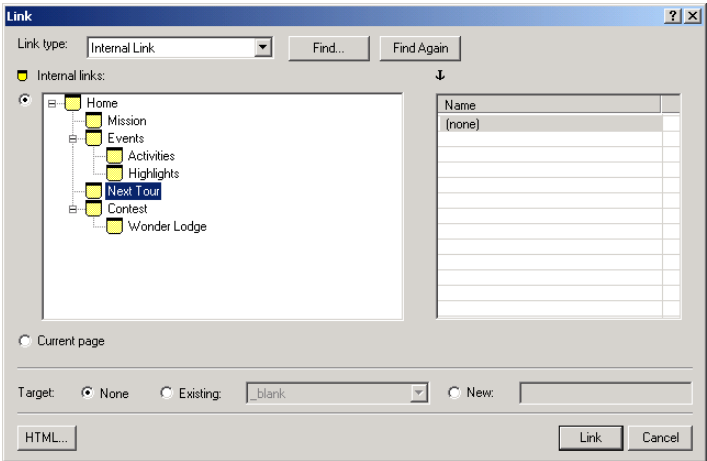 Link
Link type: Internal Link Find... Find Again
Internal links:
Home
Mission
Events
Activities
Highlights
Next Tour
Contest
Wonder Lodge
Name
(none)
Current page
Target: None Existing: _blank New:
HTML... Link Cancel